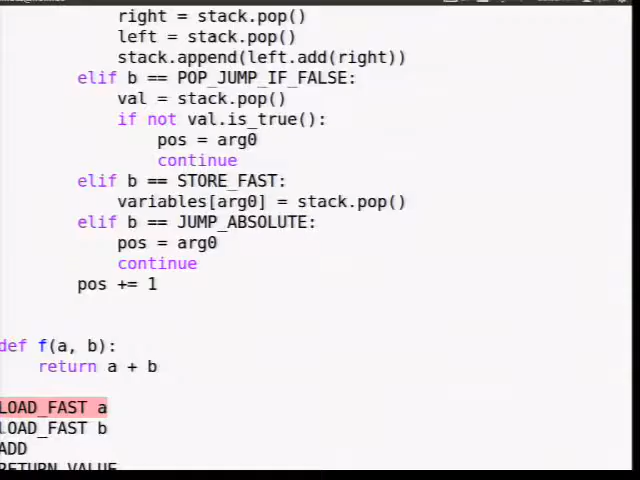 right = stack.pop()
left = stack.pop()
stack.append(left.add(right))
elif b == POP_JUMP_IF_FALSE:
val = stack.pop()
if not val.is_true():
pos = arg0
continue
elif b == STORE_FAST:
variables[arg0] = stack.pop()
elif b == JUMP_ABSOLUTE:
pos = arg0
continue
pos += 1
def f(a, b):
return a + b
LOAD_FAST a
LOAD_FAST b
ADD
RETURN_VALUE